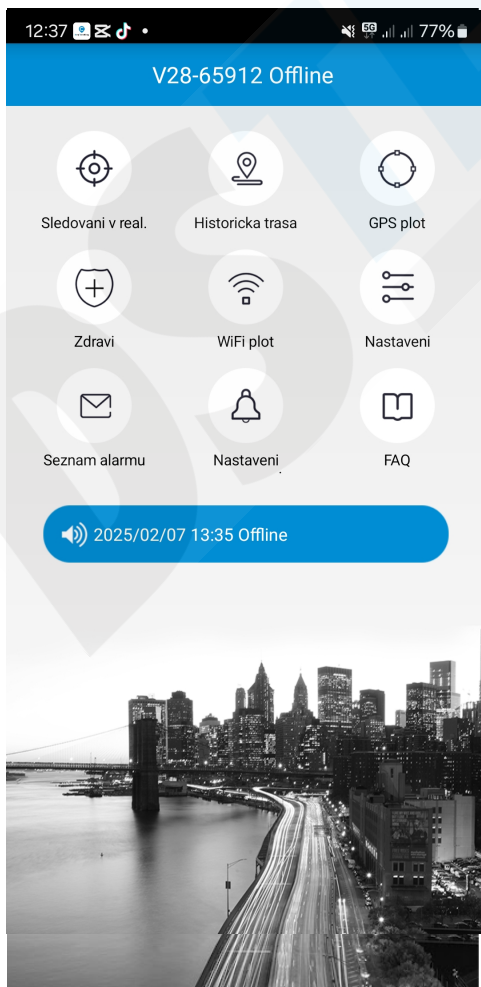 12:37
5G
77%
V28-65912 Offline
Sledovani v real.
Historicka trasa
GPS plot
Zdravi
WiFi plot
Nastaveni
Seznam alarmu
Nastaveni
FAQ
2025/02/07 13:35 Offline